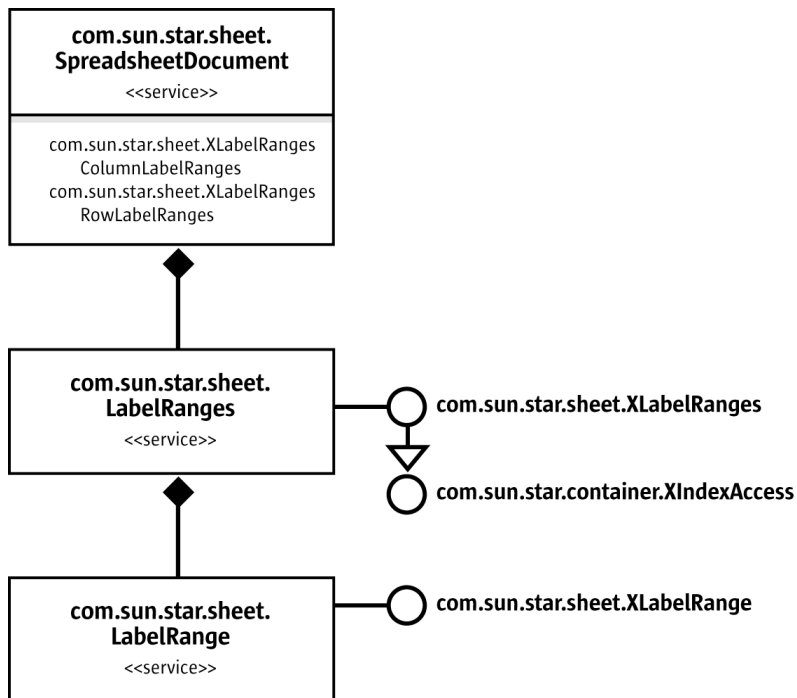 com.sun.star.sheet.
SpreadsheetDocument
<<service>>
com.sun.star.sheet.XLabelRanges
ColumnLabelRanges
com.sun.star.sheet.XLabelRanges
RowLabelRanges
com.sun.star.sheet.
LabelRanges
<<service>>
com.sun.star.sheet.XLabelRanges
com.sun.star.container.XIndexAccess
com.sun.star.sheet.
LabelRange
<<service>>
com.sun.star.sheet.XLabelRange